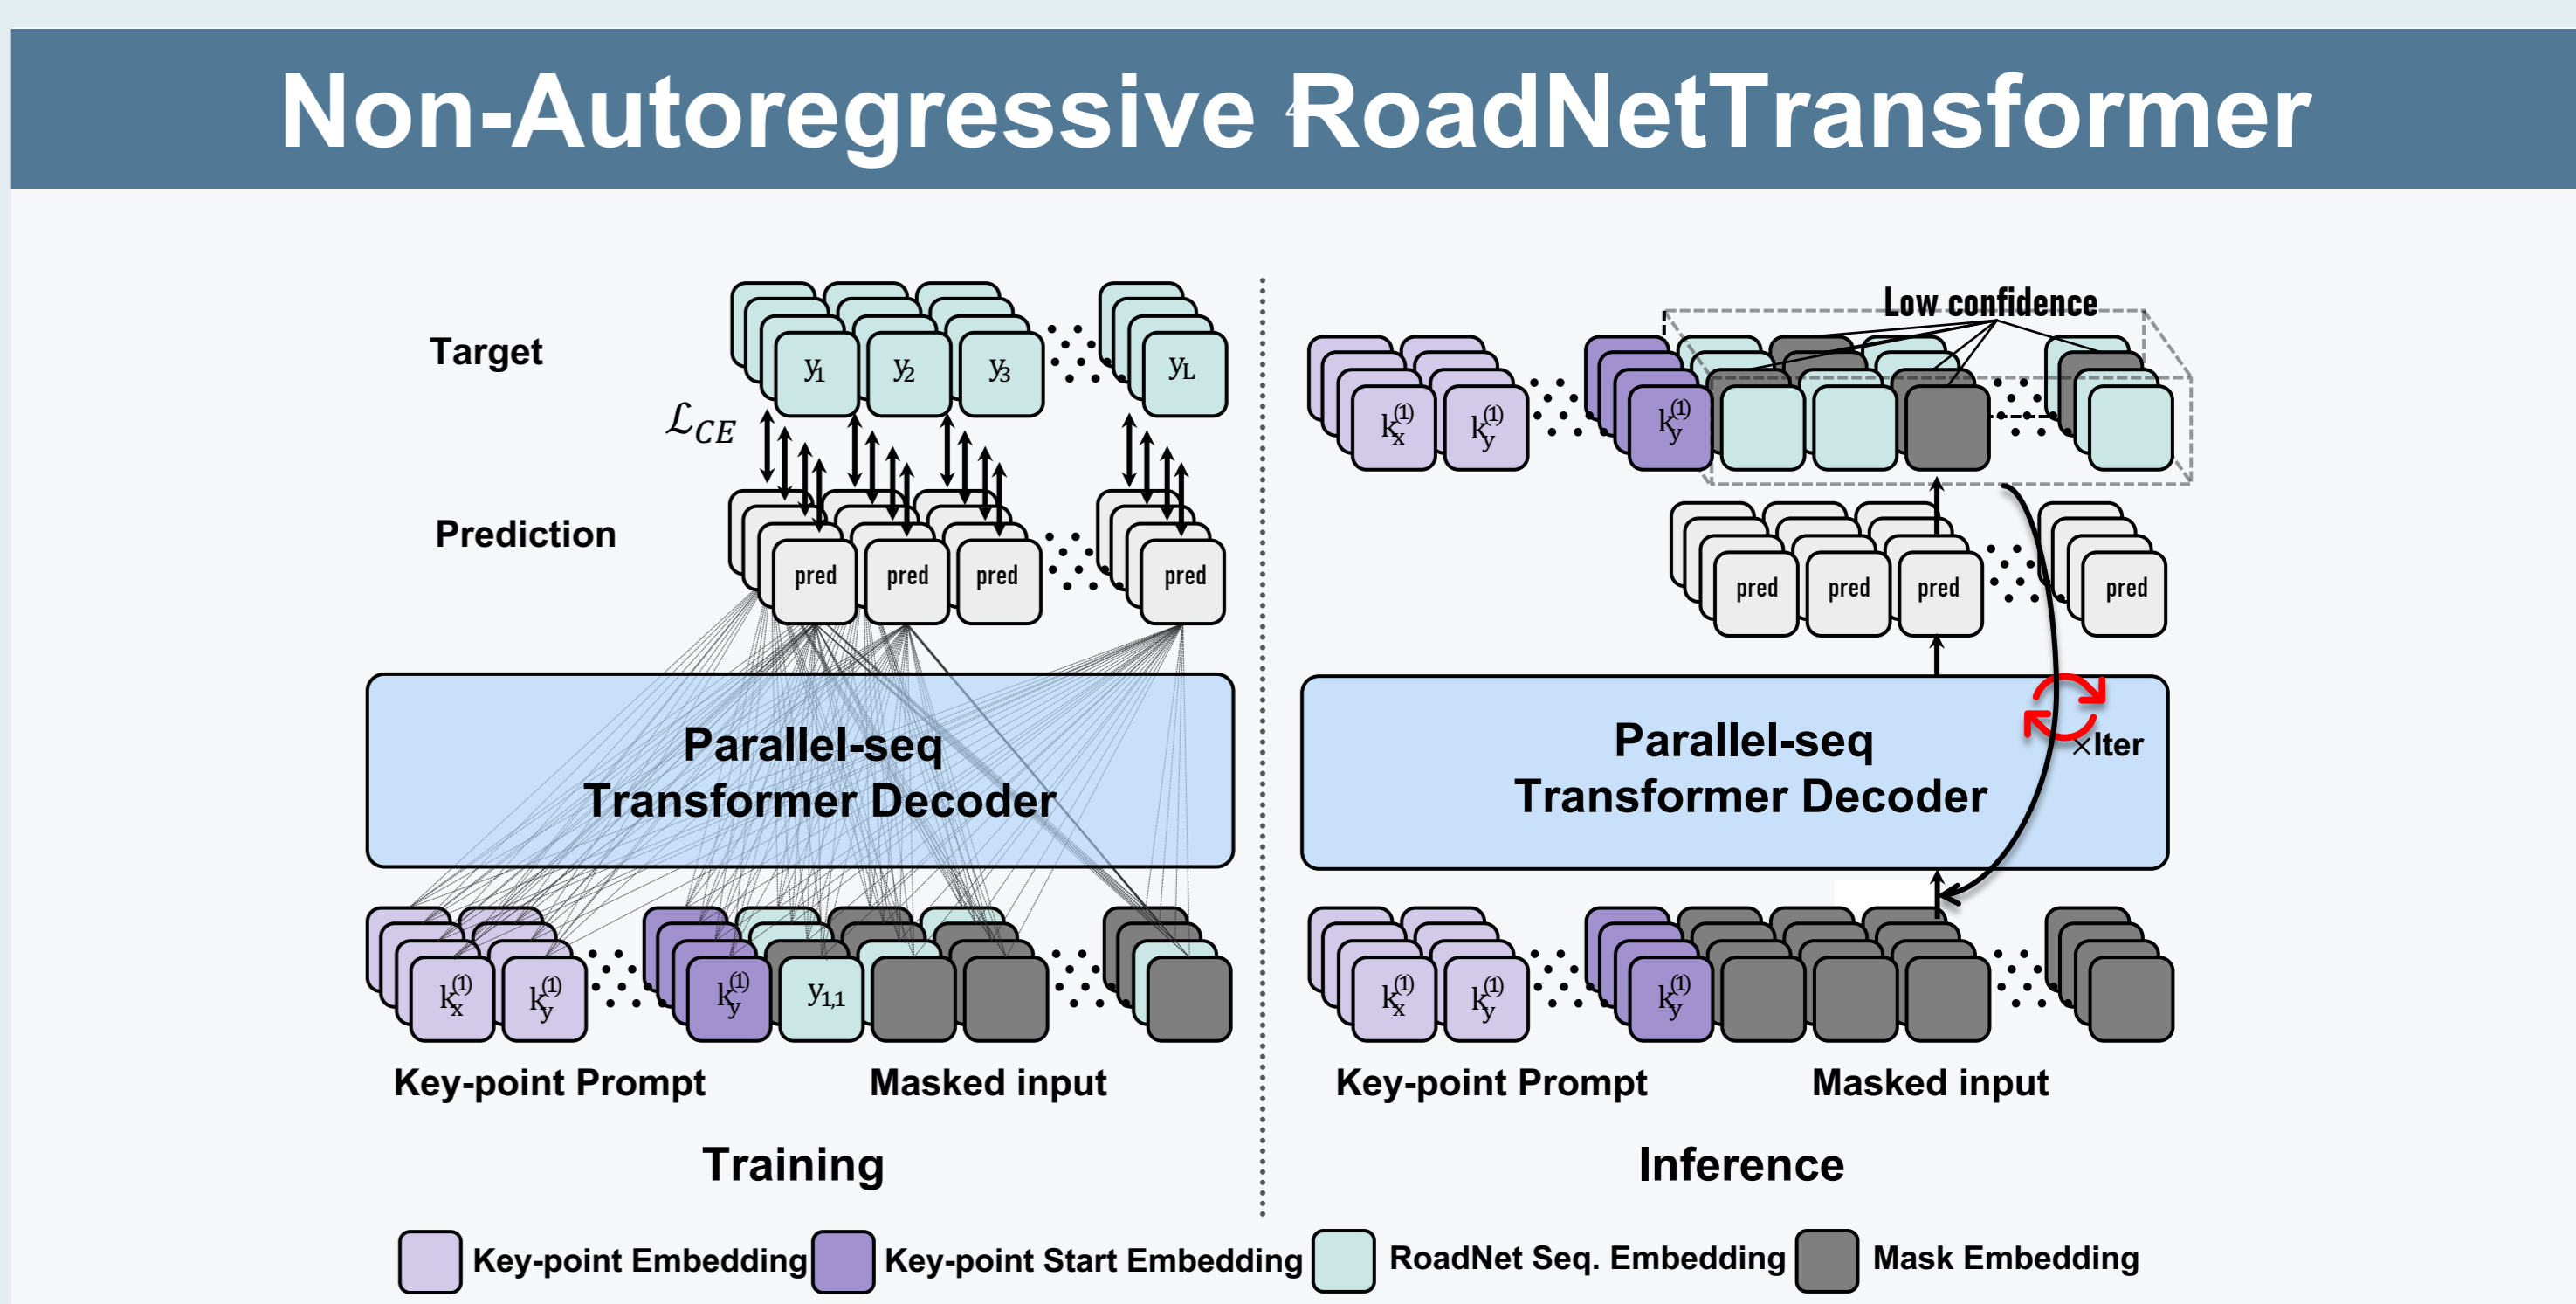 Non-Autoregressive RoadNetTransformer
Target
y1 y2 y3 yL
ℒCE
Prediction
pred pred pred pred
Parallel-seq
Transformer Decoder
kx(1) ky(1) ky(1) y1,1
Key-point Prompt Masked input
Training
Low confidence
kx(1) ky(1) ky(1)
pred pred pred pred
Parallel-seq
Transformer Decoder
×Iter
kx(1) ky(1) ky(1)
Key-point Prompt Masked input
Inference
Key-point Embedding Key-point Start Embedding RoadNet Seq. Embedding Mask Embedding